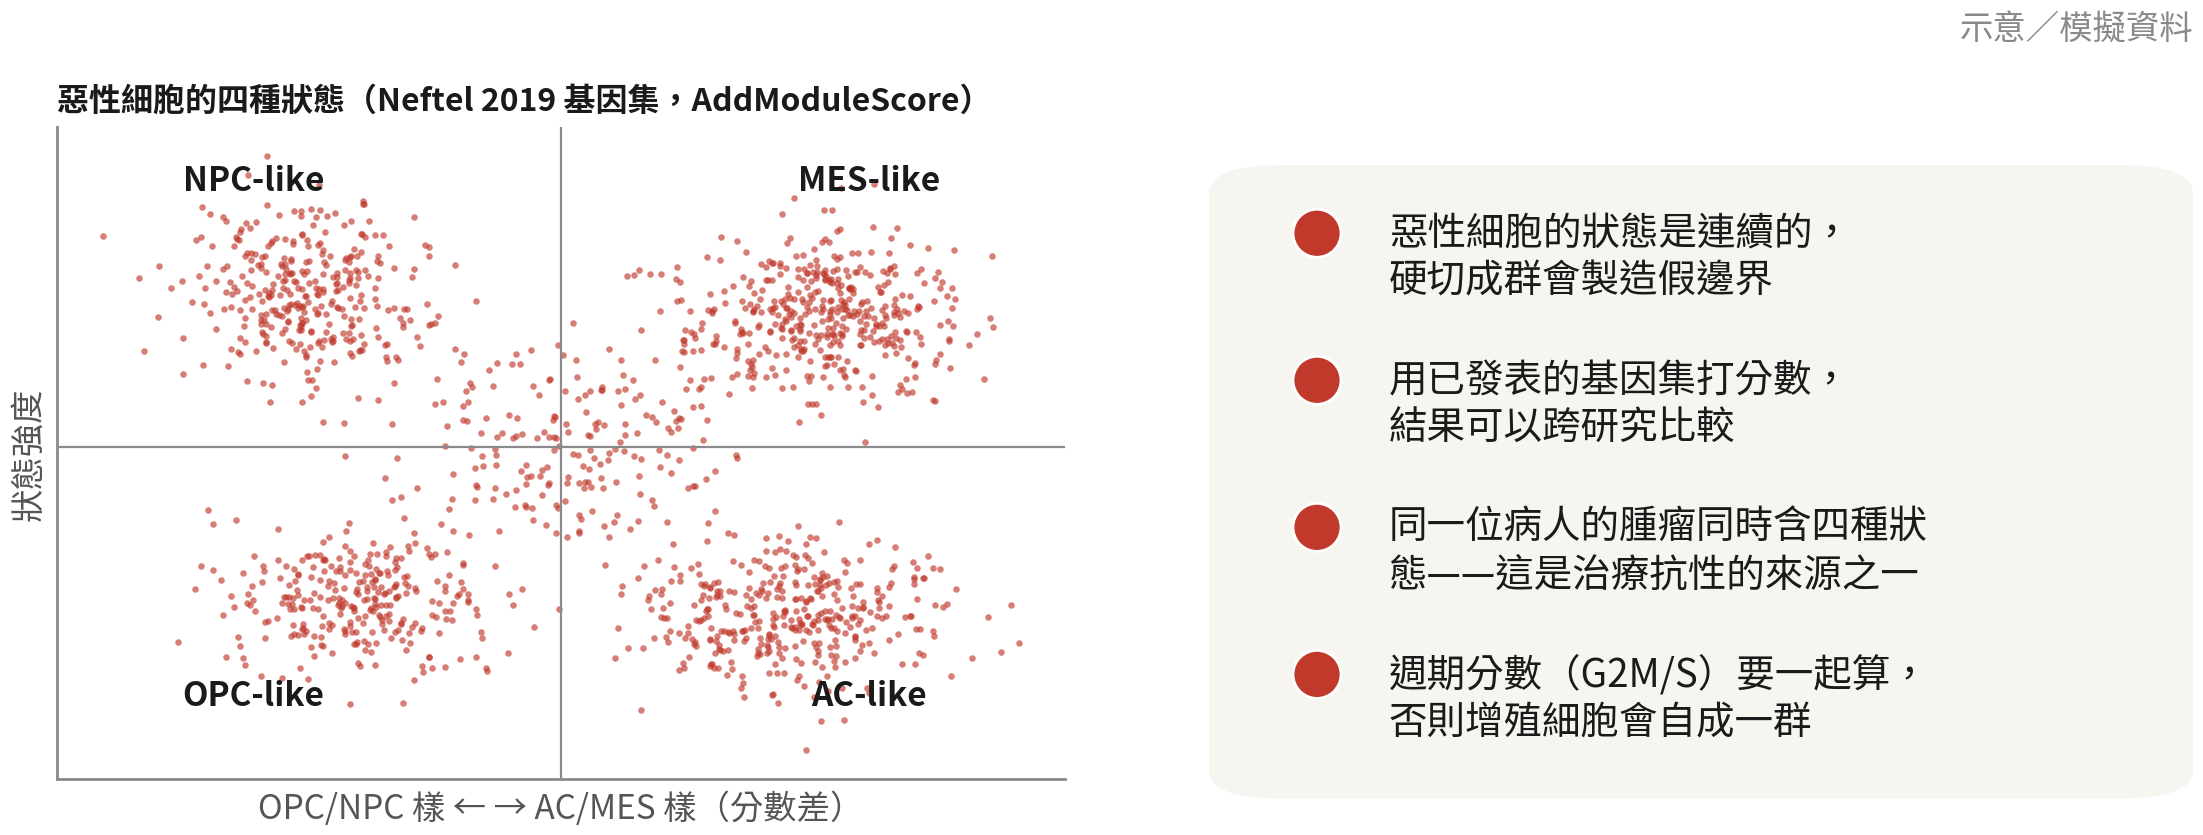 示意／模擬資料
惡性細胞的四種狀態（Neftel 2019 基因集，AddModuleScore）
NPC-like
MES-like
OPC-like
AC-like
狀態強度
OPC/NPC 樣 ← → AC/MES 樣（分數差）
惡性細胞的狀態是連續的，
硬切成群會製造假邊界
用已發表的基因集打分數，
結果可以跨研究比較
同一位病人的腫瘤同時含四種狀
態——這是治療抗性的來源之一
週期分數（G2M/S）要一起算，
否則增殖細胞會自成一群